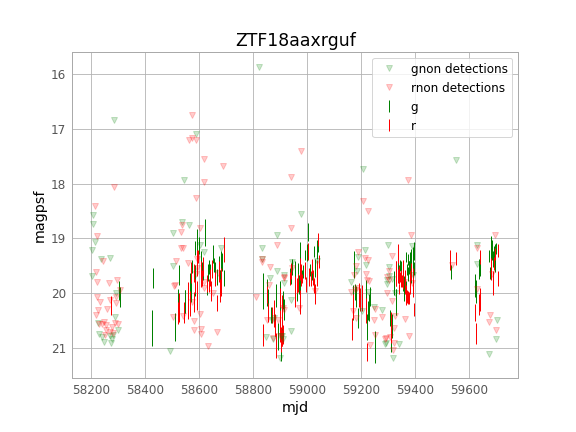 ZTF18aaxrguf
gnon detections
rnon detections
g
r
16
17
18
19
20
21
magpsf
58200 58400 58600 58800 59000 59200 59400 59600
mjd